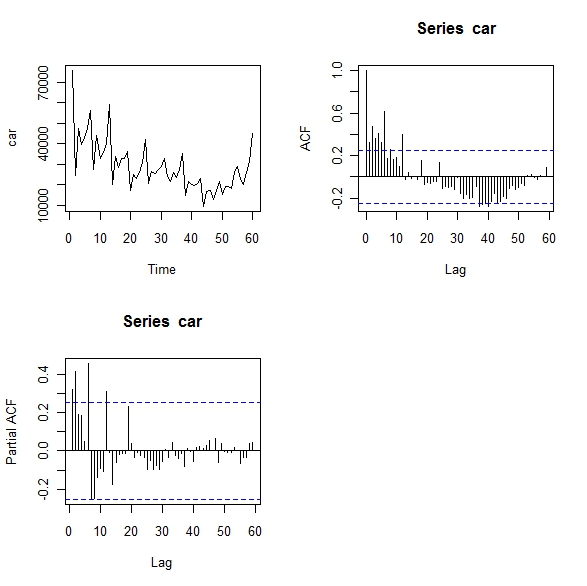 car
10000 40000 70000
0 10 20 30 40 50 60
Time
Series car
ACF
-0.2 0.2 0.6 1.0
0 10 20 30 40 50 60
Lag
Series car
Partial ACF
-0.2 0.0 0.2 0.4
0 10 20 30 40 50 60
Lag